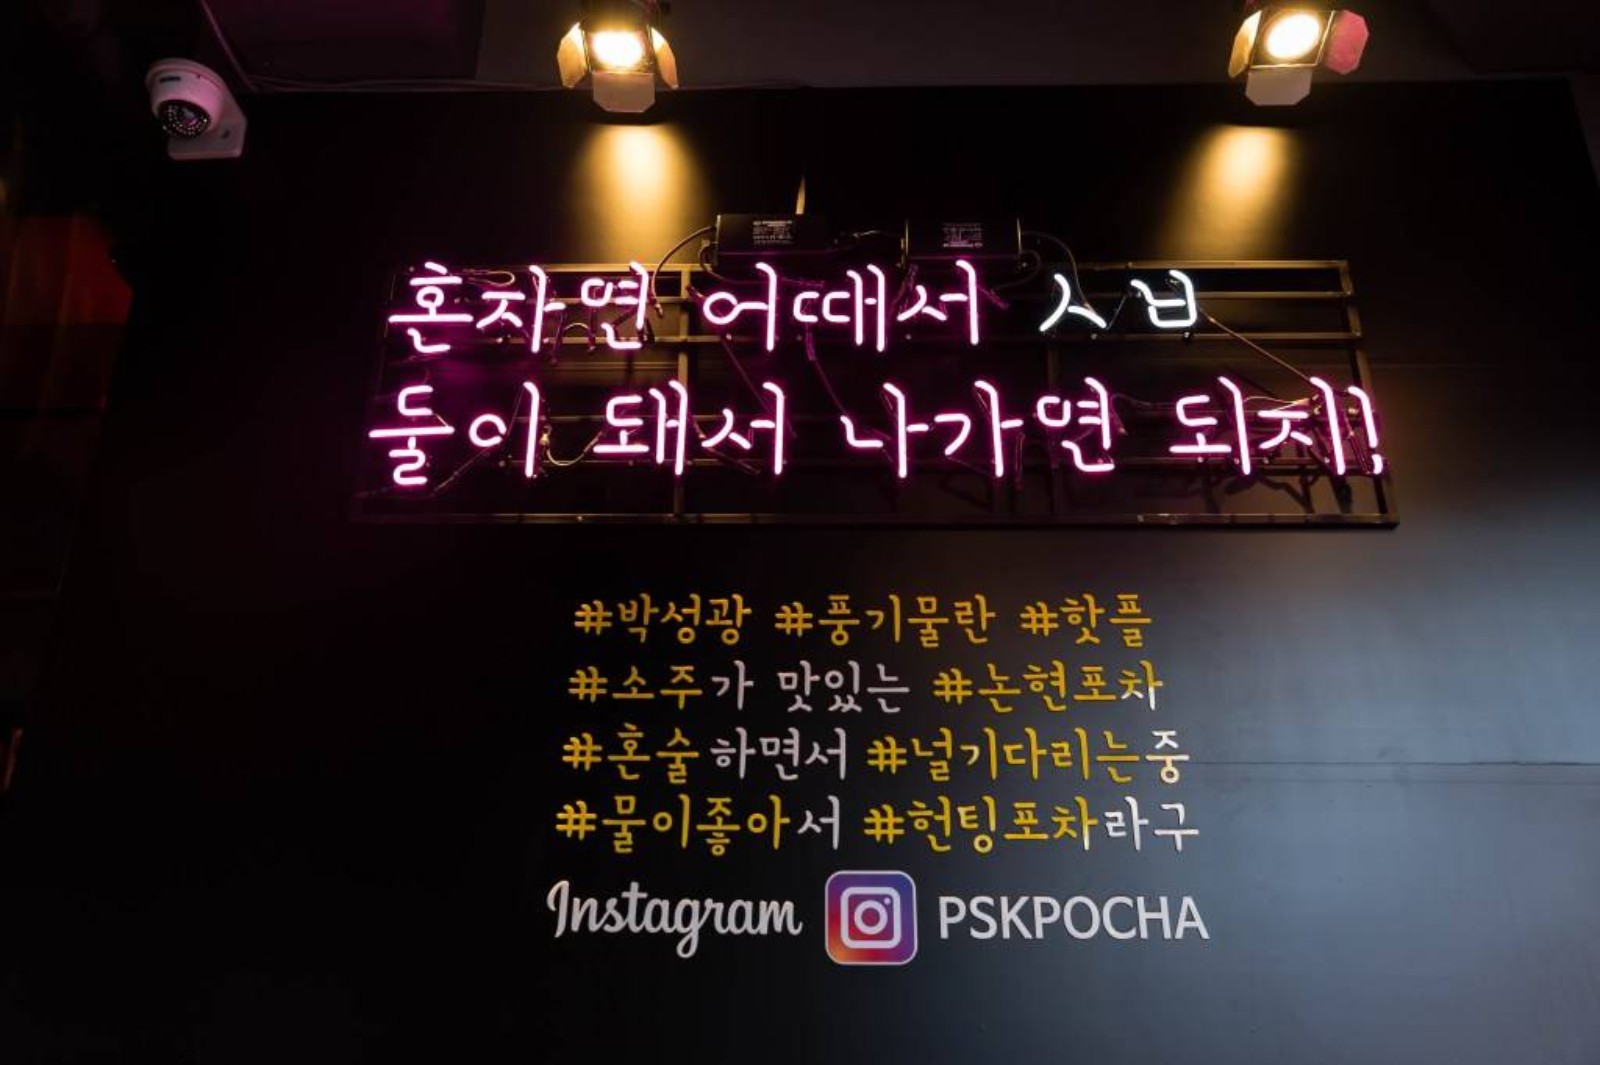 혼자면 어때서 ㅅㅂ
둘이 돼서 나가면 되지!
#박성광 #풍기물란 #핫플
#소주가 맛있는 #논현포차
#혼술하면서 #널기다리는중
#물이좋아서 #헌팅포차라구
Instagram PSKPOCHA